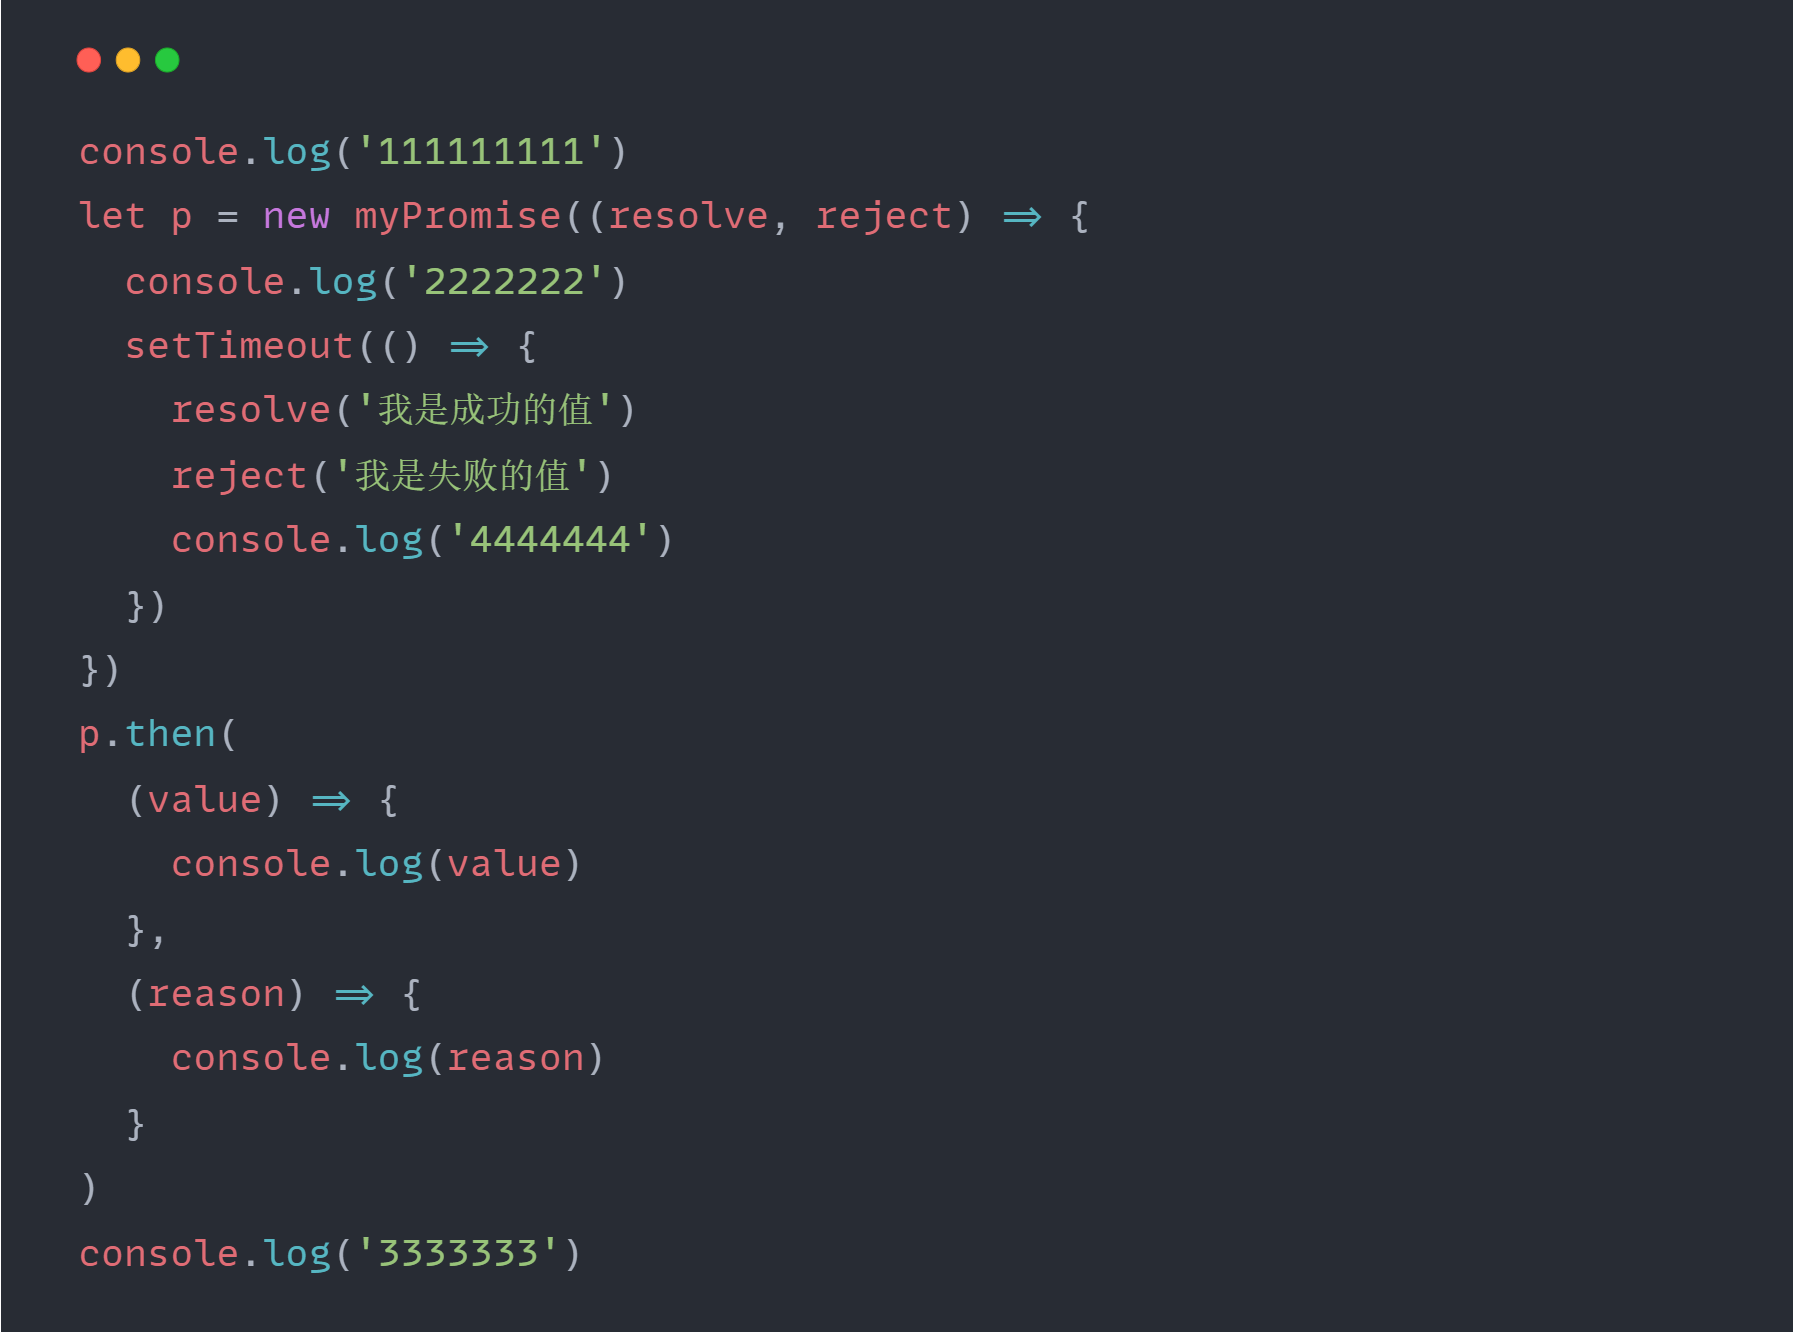 console.log('111111111')
let p = new myPromise((resolve, reject) => {
  console.log('2222222')
  setTimeout(() => {
    resolve('我是成功的值')
    reject('我是失败的值')
    console.log('4444444')
  })
})
p.then(
  (value) => {
    console.log(value)
  },
  (reason) => {
    console.log(reason)
  }
)
console.log('3333333')